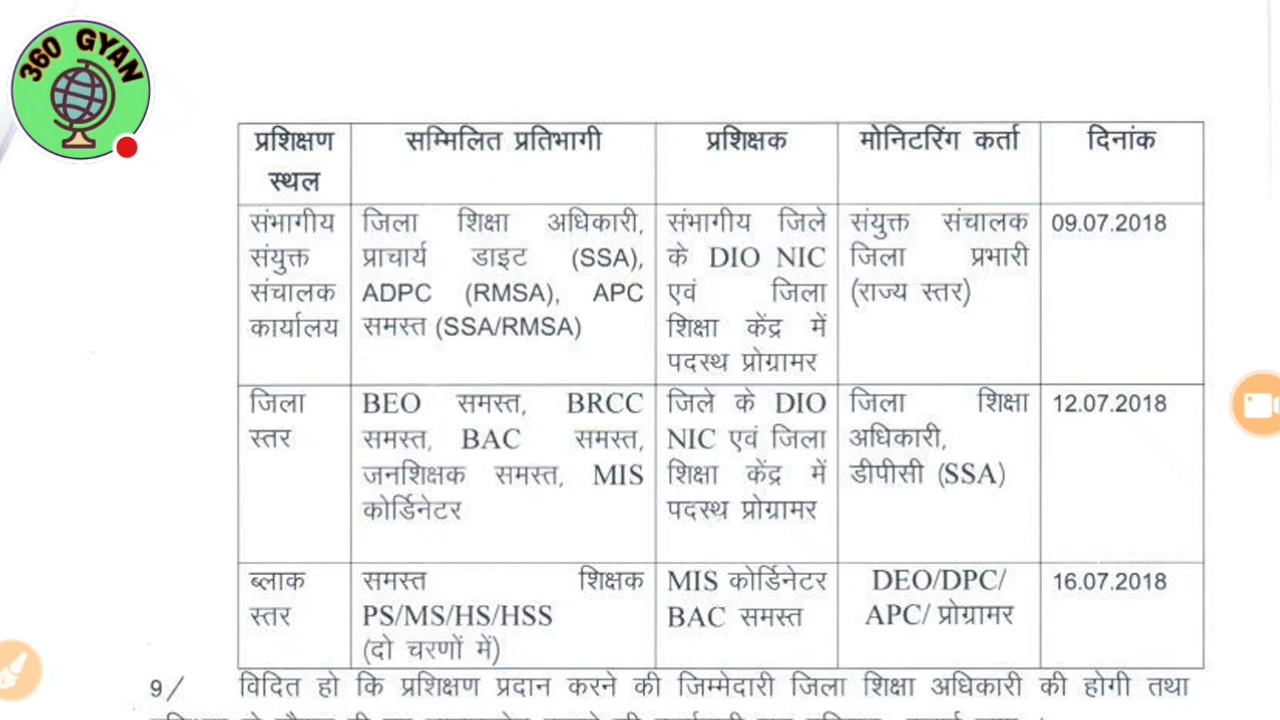 360 GYAN
प्रशिक्षण स्थल | सम्मिलित प्रतिभागी | प्रशिक्षक | मोनिटरिंग कर्ता | दिनांक
संभागीय | जिला शिक्षा अधिकारी, | संभागीय जिले | संयुक्त संचालक | 09.07.2018
संयुक्त | प्राचार्य डाइट (SSA), | के DIO NIC | जिला प्रभारी
संचालक | ADPC (RMSA), APC | एवं जिला | (राज्य स्तर)
कार्यालय | समस्त (SSA/RMSA) | शिक्षा केंद्र में
पदस्थ प्रोग्रामर
जिला | BEO समस्त, BRCC | जिले के DIO | जिला शिक्षा | 12.07.2018
स्तर | समस्त, BAC समस्त, | NIC एवं जिला | अधिकारी,
जनशिक्षक समस्त, MIS | शिक्षा केंद्र में | डीपीसी (SSA)
कोर्डिनेटर | पदस्थ प्रोग्रामर
ब्लाक | समस्त शिक्षक | MIS कोर्डिनेटर | DEO/DPC/ | 16.07.2018
स्तर | PS/MS/HS/HSS | BAC समस्त | APC/ प्रोग्रामर
(दो चरणों में)
9/ विदित हो कि प्रशिक्षण प्रदान करने की जिम्मेदारी जिला शिक्षा अधिकारी की होगी तथा